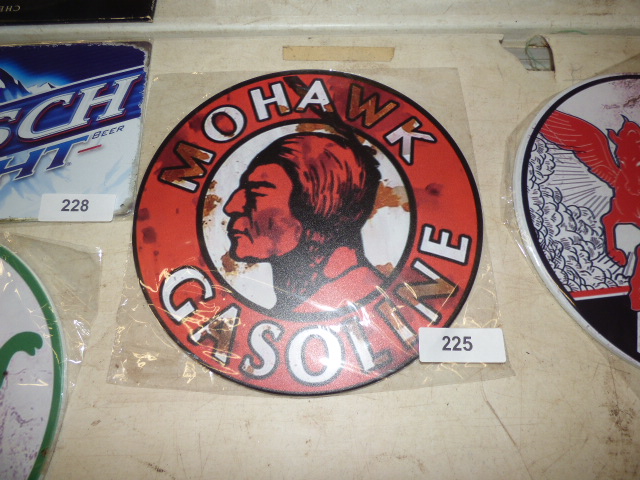 SCH
BEER
HT
228
MOHAWK
GASOLINE
225